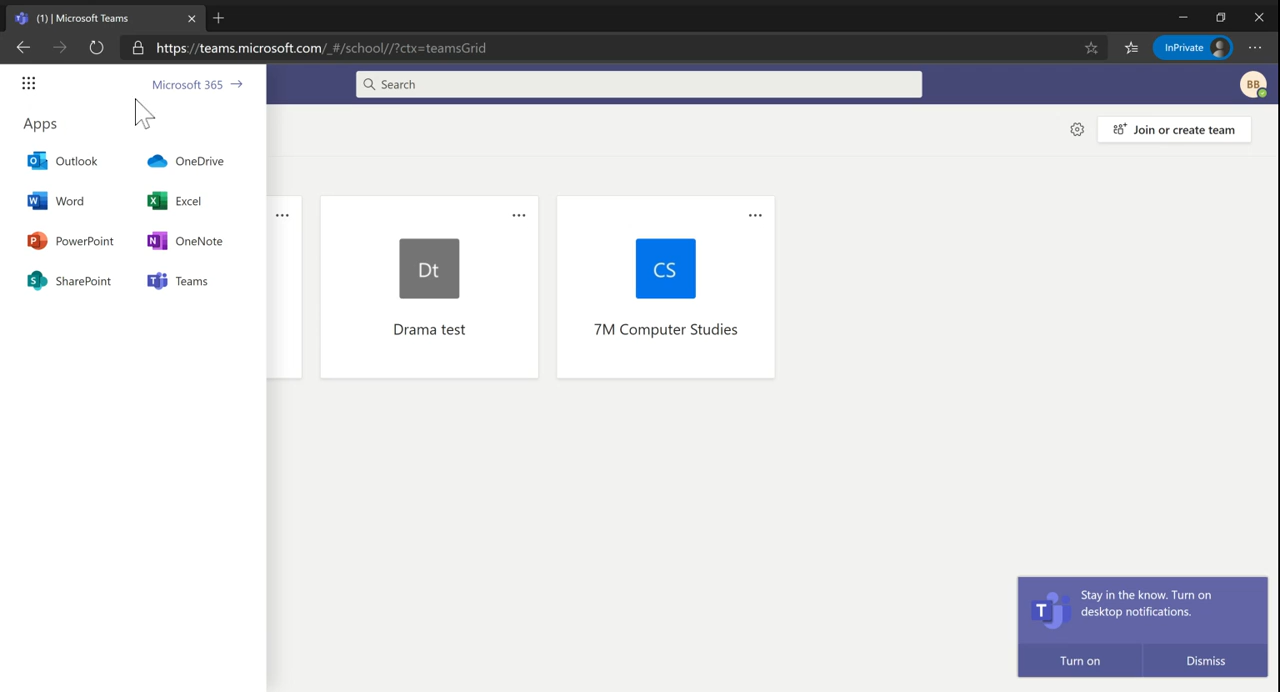 (1) | Microsoft Teams
https://teams.microsoft.com/_#/school//?ctx=teamsGrid
InPrivate
Microsoft 365
Search
BB
Apps
Join or create team
Outlook
OneDrive
Word
Excel
PowerPoint
OneNote
SharePoint
Teams
Dt
CS
Drama test
7M Computer Studies
Stay in the know. Turn on
desktop notifications.
Turn on
Dismiss